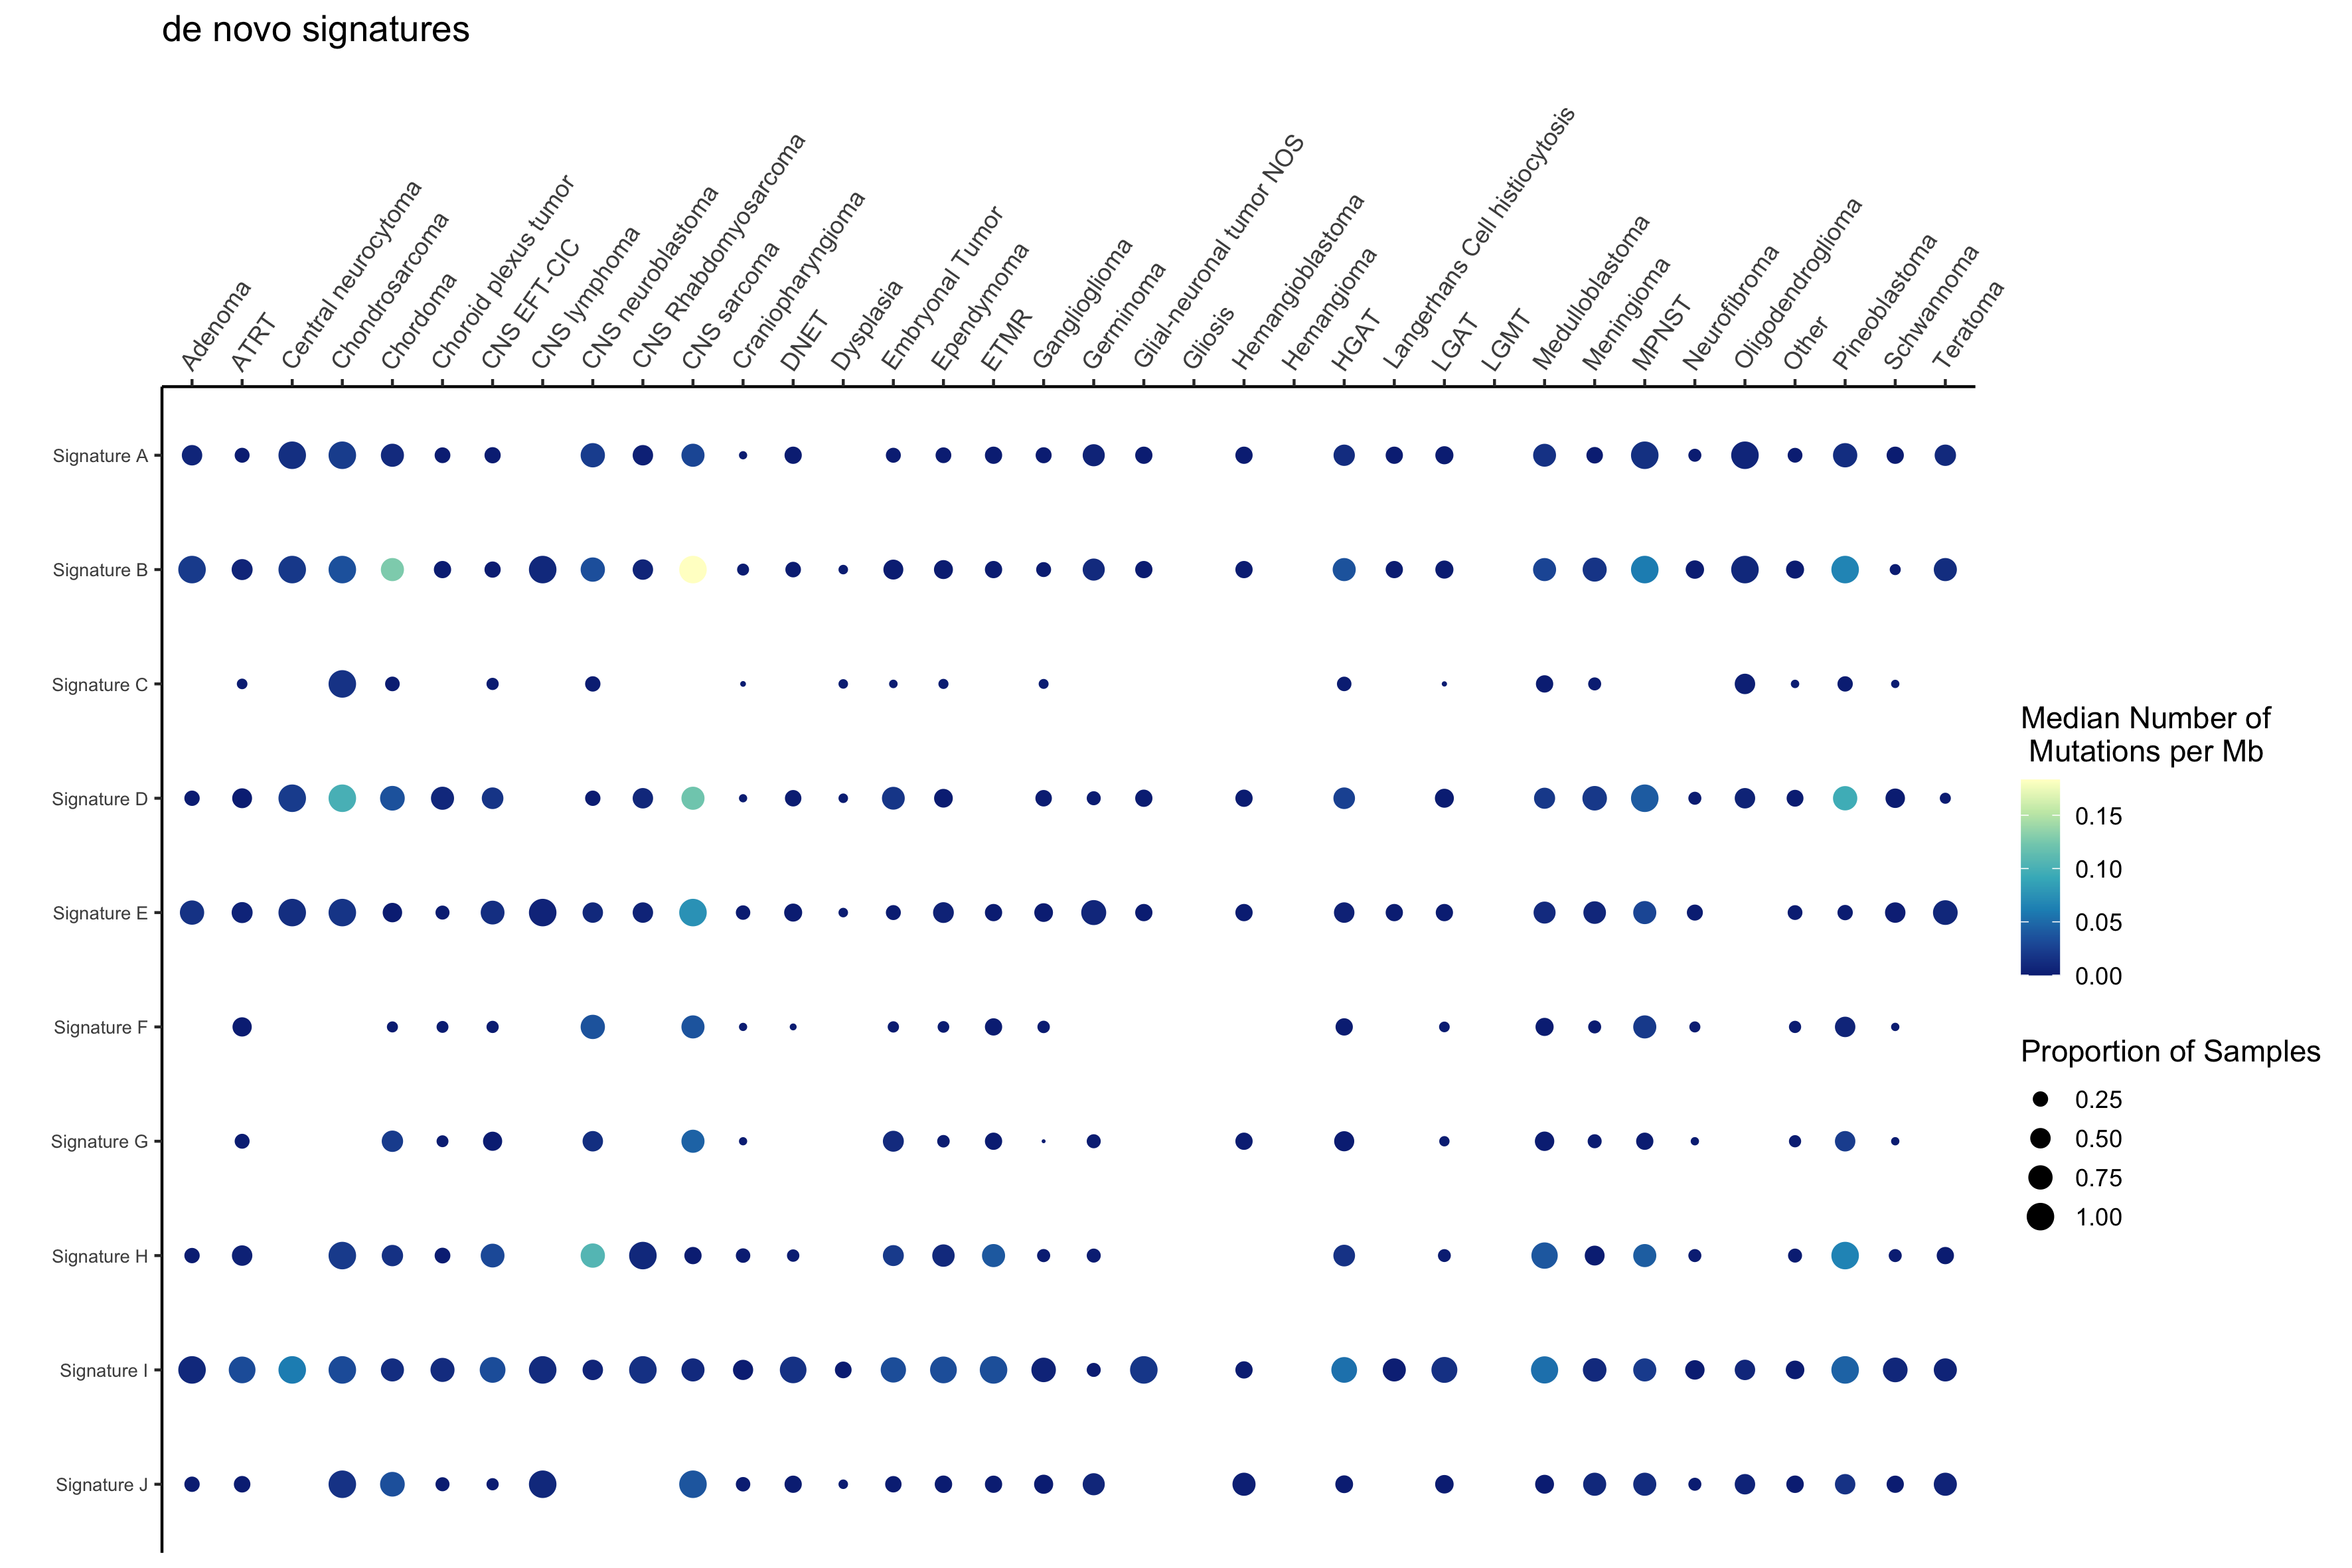 de novo signatures
Adenoma
ATRT
Central neurocytoma
Chondrosarcoma
Chordoma
Choroid plexus tumor
CNS EFT-CIC
CNS lymphoma
CNS neuroblastoma
CNS Rhabdomyosarcoma
CNS sarcoma
Craniopharyngioma
DNET
Dysplasia
Embryonal Tumor
Ependymoma
ETMR
Ganglioglioma
Germinoma
Glial-neuronal tumor NOS
Gliosis
Hemangioblastoma
Hemangioma
HGAT
Langerhans Cell histiocytosis
LGAT
LGMT
Medulloblastoma
Meningioma
MPNST
Neurofibroma
Oligodendroglioma
Other
Pineoblastoma
Schwannoma
Teratoma
Signature A
Signature B
Signature C
Signature D
Signature E
Signature F
Signature G
Signature H
Signature I
Signature J
Median Number of
Mutations per Mb
0.15
0.10
0.05
0.00
Proportion of Samples
0.25
0.50
0.75
1.00